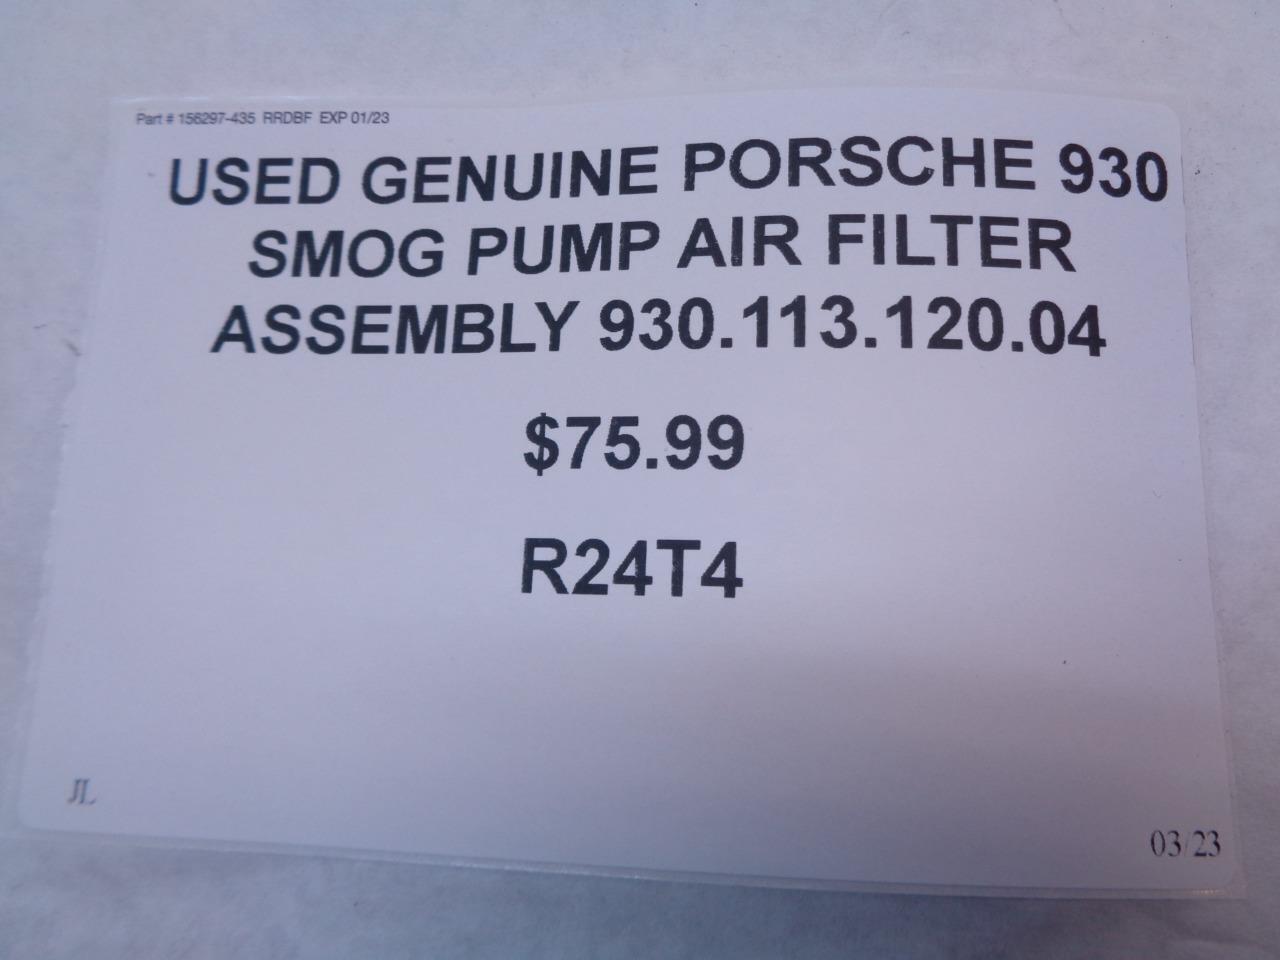 Part # 156297-435 RRDBF EXP 01/23
USED GENUINE PORSCHE 930
SMOG PUMP AIR FILTER
ASSEMBLY 930.113.120.04
$75.99
R24T4
JL
03/23